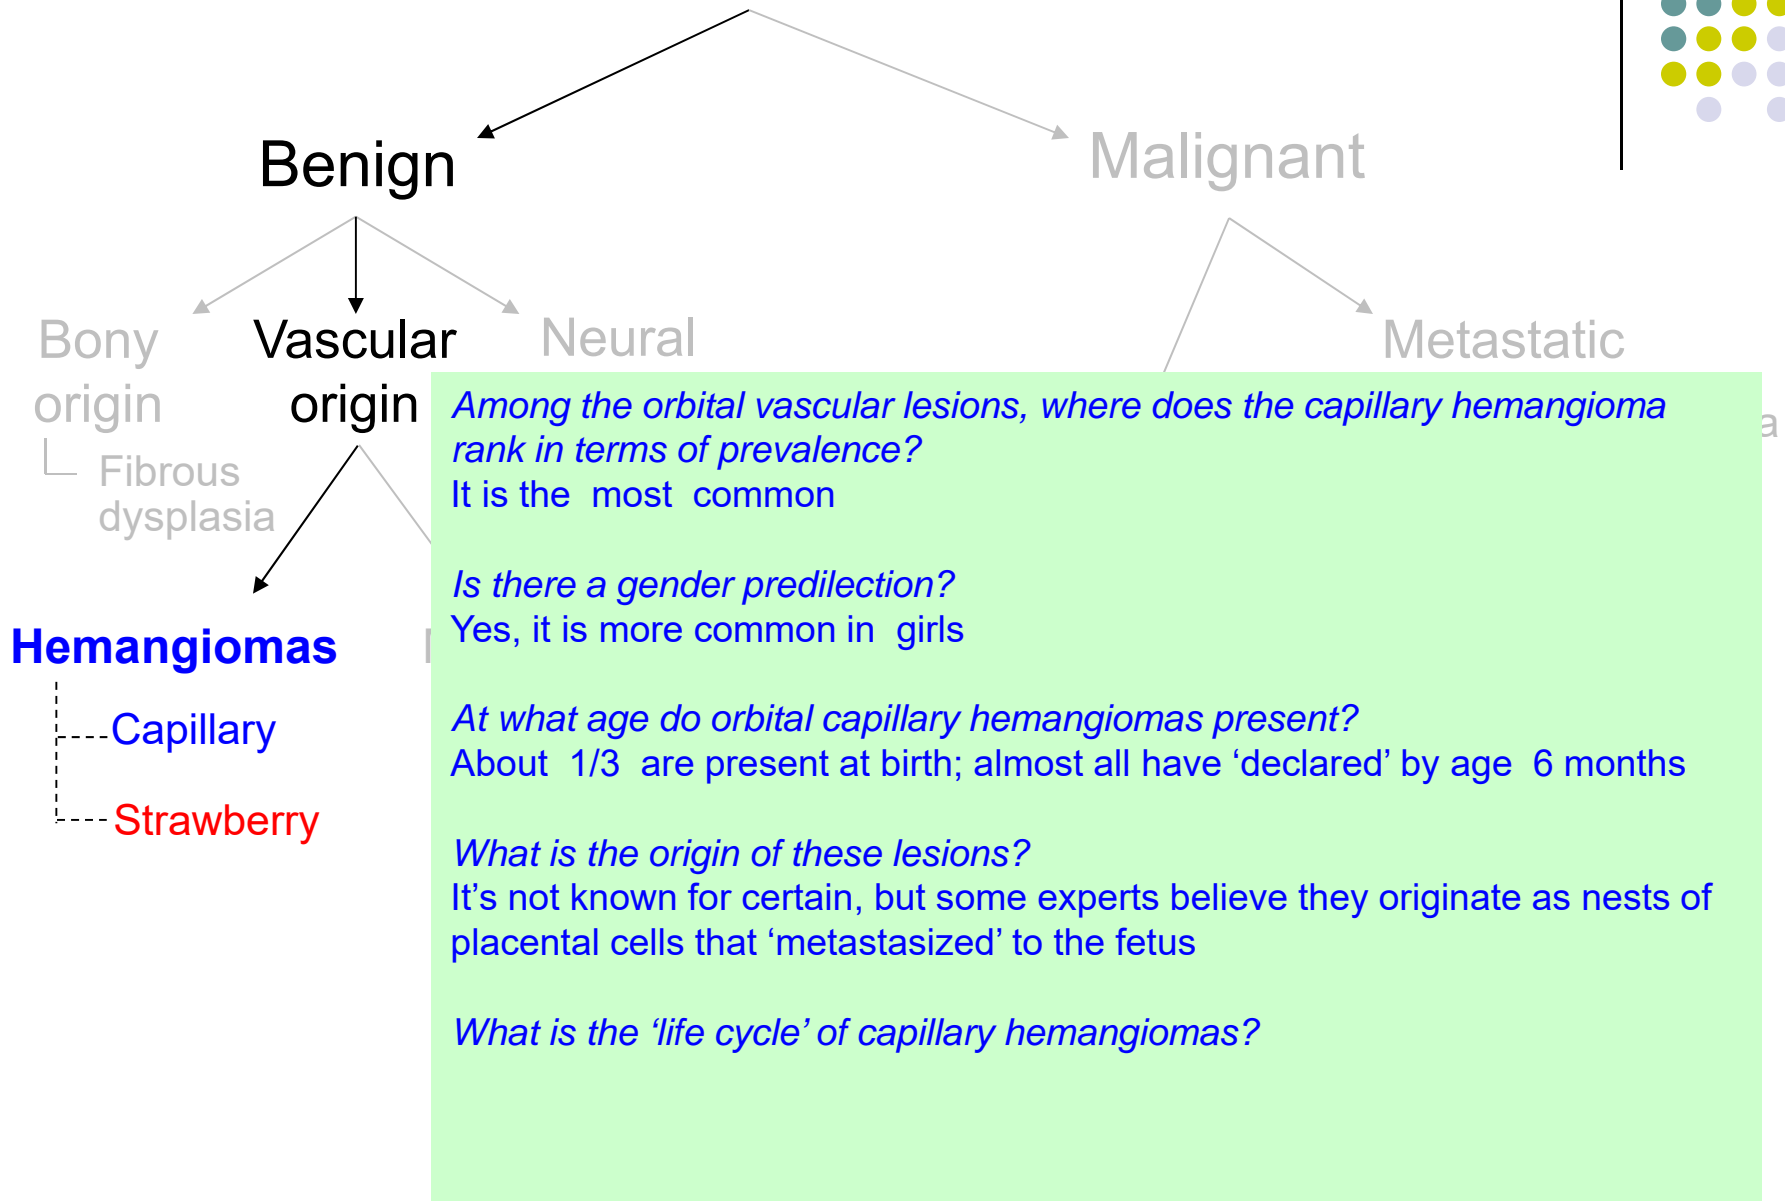 Benign
Malignant
Bony
origin
Vascular
origin
Neural
Metastatic
Fibrous
dysplasia
Hemangiomas
Capillary
Strawberry
Among the orbital vascular lesions, where does the capillary hemangioma
rank in terms of prevalence?
It is the most common
Is there a gender predilection?
Yes, it is more common in girls
At what age do orbital capillary hemangiomas present?
About 1/3 are present at birth; almost all have ‘declared’ by age 6 months
What is the origin of these lesions?
It’s not known for certain, but some experts believe they originate as nests of
placental cells that ‘metastasized’ to the fetus
What is the ‘life cycle’ of capillary hemangiomas?